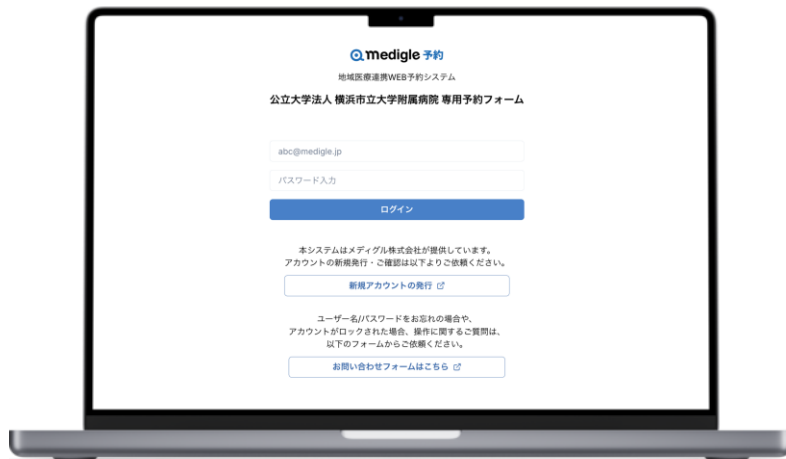 medigle 予約
地域医療連携WEB予約システム
公立大学法人 横浜市立大学附属病院 専用予約フォーム
abc@medigle.jp
パスワード入力
ログイン
本システムはメディグル株式会社が提供しています。
アカウントの新規発行・ご確認は以下よりご依頼ください。
新規アカウントの発行
ユーザー名/パスワードをお忘れの場合や、
アカウントがロックされた場合、操作に関するご質問は、
以下のフォームからご依頼ください。
お問い合わせフォームはこちら